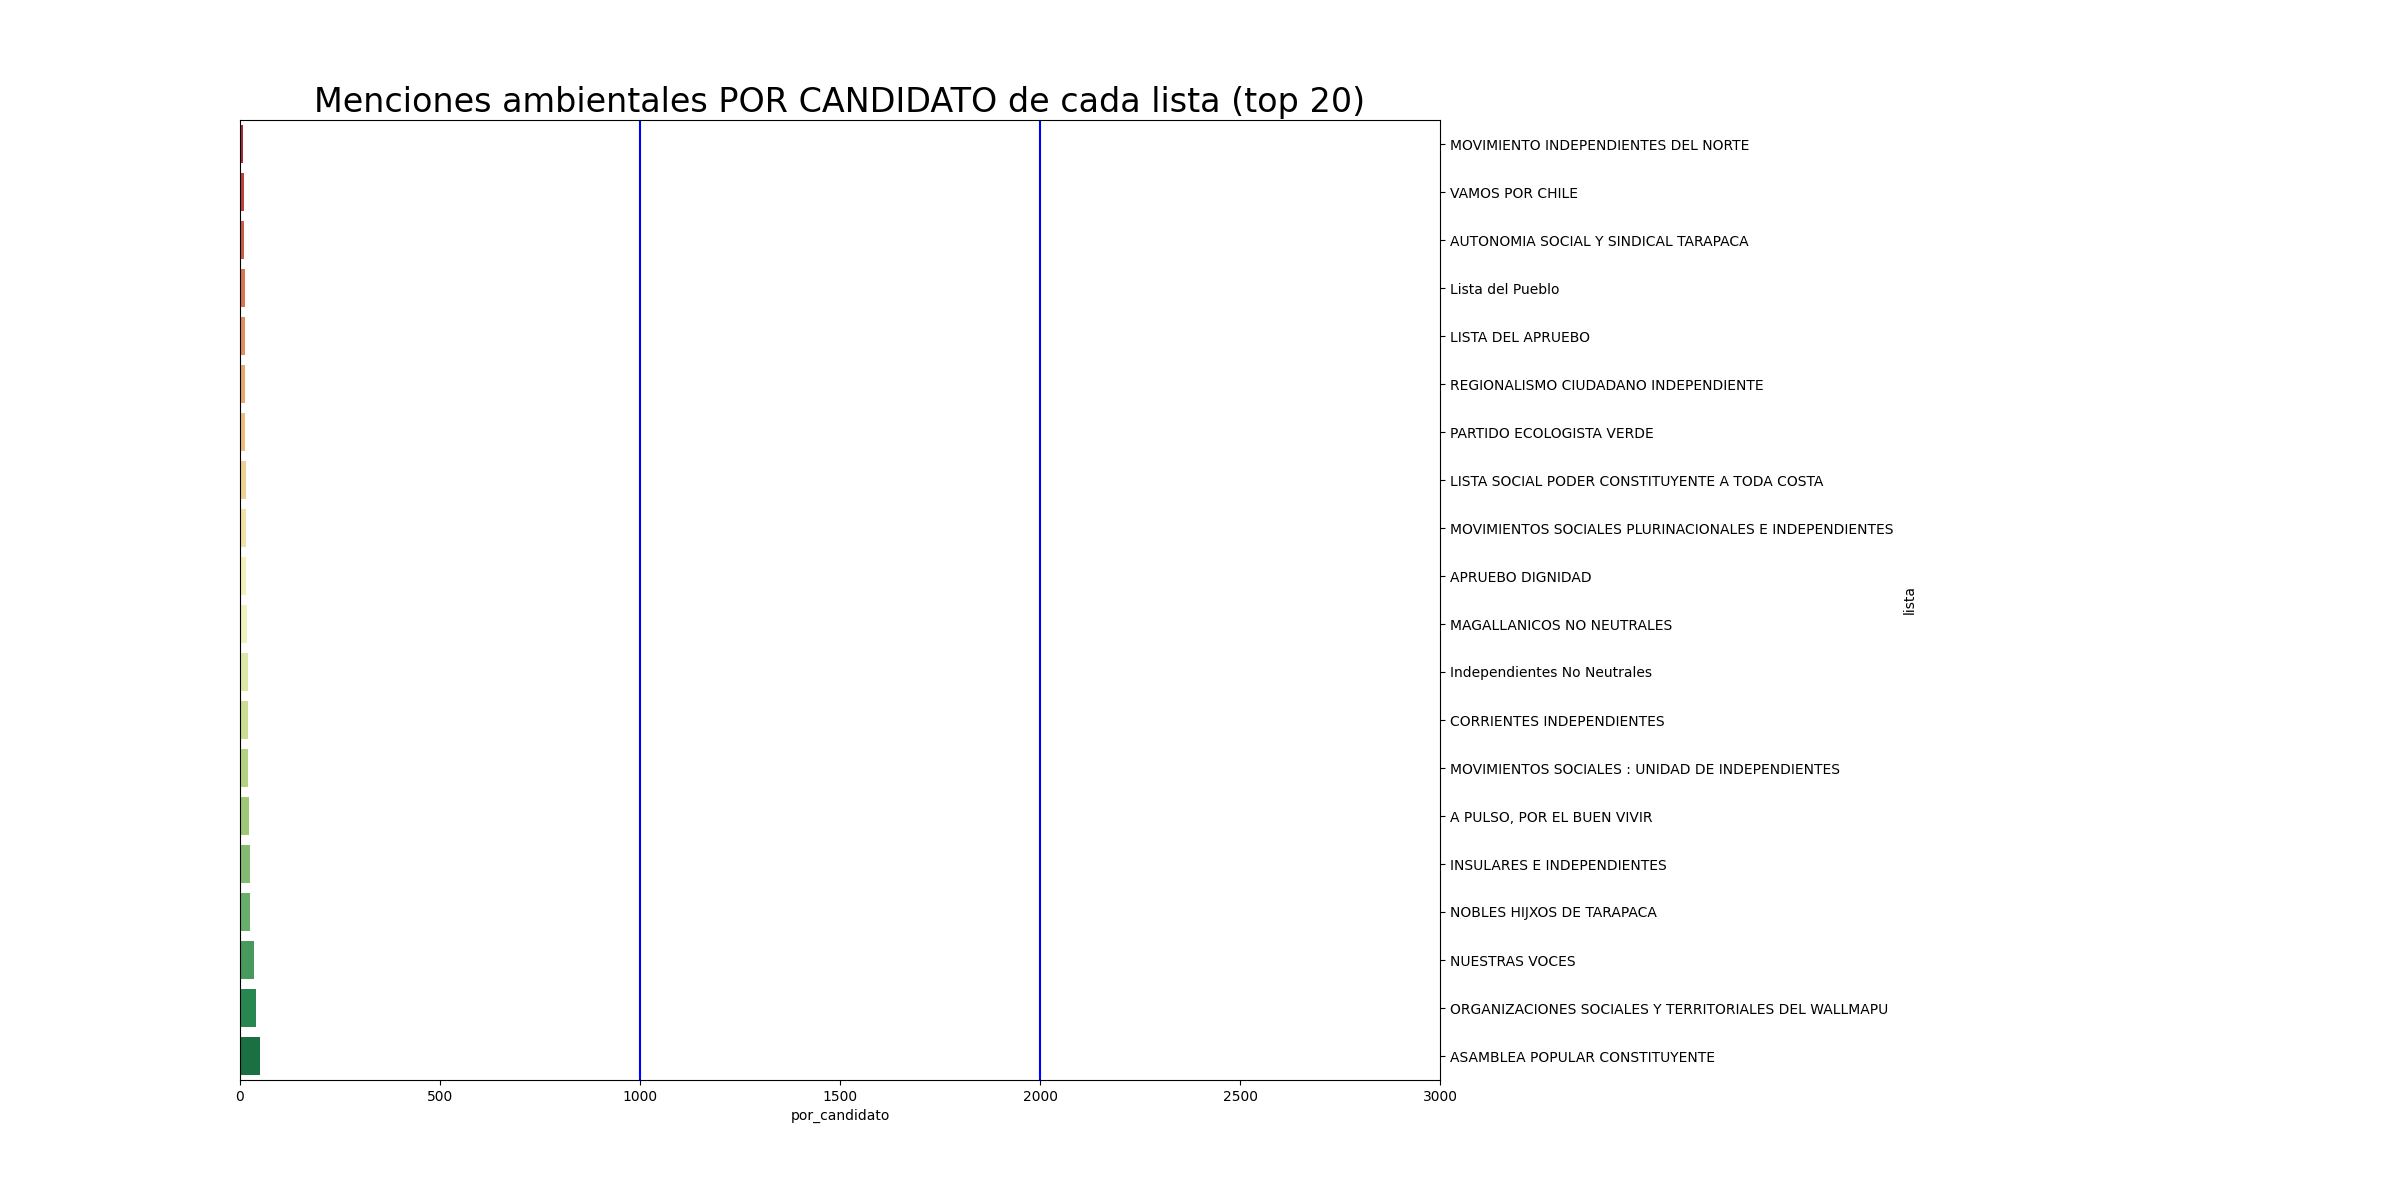 Menciones ambientales POR CANDIDATO de cada lista (top 20)
MOVIMIENTO INDEPENDIENTES DEL NORTE
VAMOS POR CHILE
AUTONOMIA SOCIAL Y SINDICAL TARAPACA
Lista del Pueblo
LISTA DEL APRUEBO
REGIONALISMO CIUDADANO INDEPENDIENTE
PARTIDO ECOLOGISTA VERDE
LISTA SOCIAL PODER CONSTITUYENTE A TODA COSTA
MOVIMIENTOS SOCIALES PLURINACIONALES E INDEPENDIENTES
APRUEBO DIGNIDAD
MAGALLANICOS NO NEUTRALES
Independientes No Neutrales
CORRIENTES INDEPENDIENTES
MOVIMIENTOS SOCIALES : UNIDAD DE INDEPENDIENTES
A PULSO, POR EL BUEN VIVIR
INSULARES E INDEPENDIENTES
NOBLES HIJXOS DE TARAPACA
NUESTRAS VOCES
ORGANIZACIONES SOCIALES Y TERRITORIALES DEL WALLMAPU
ASAMBLEA POPULAR CONSTITUYENTE
lista
0 500 1000 1500 2000 2500 3000
por_candidato